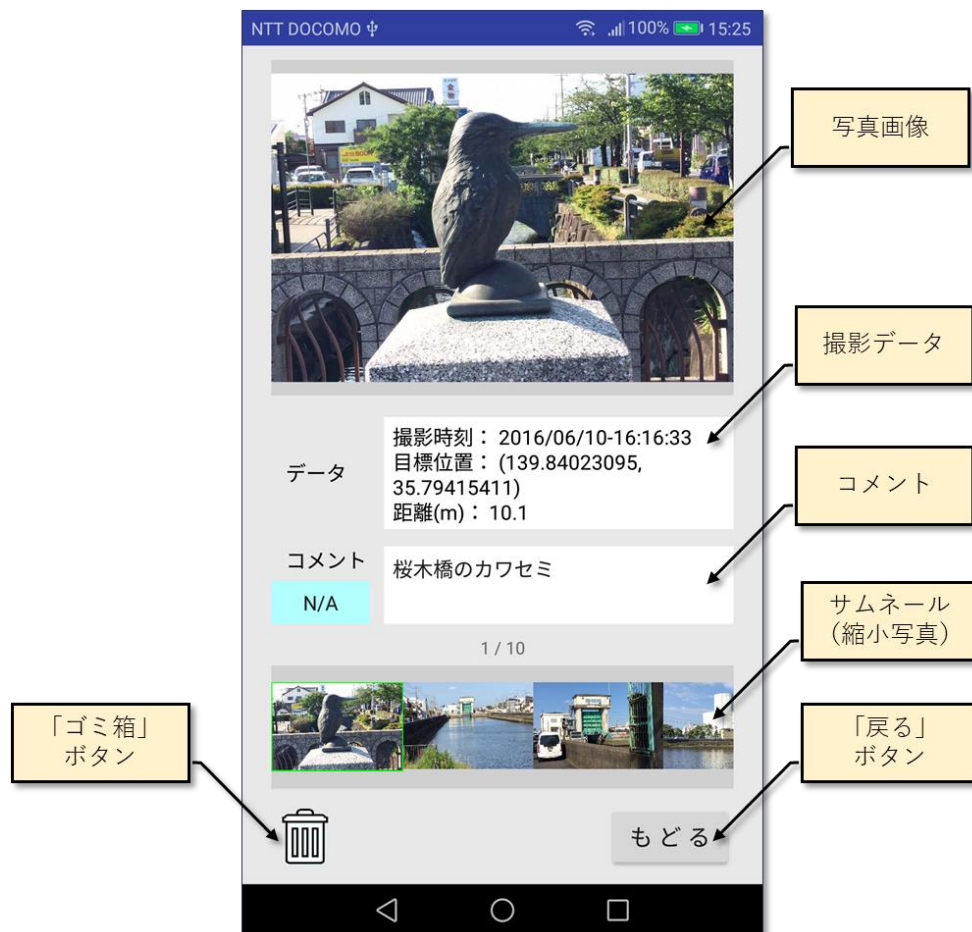 NTT DOCOMO
100%
15:25
写真画像
撮影データ
撮影時刻： 2016/06/10-16:16:33
データ
目標位置： (139.84023095,
35.79415411)
距離(m)： 10.1
コメント
コメント
桜木橋のカワセミ
N/A
サムネール
（縮小写真）
1 / 10
「ゴミ箱」
ボタン
「戻る」
ボタン
もどる